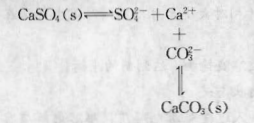 CaSO₄(s)⇌SO₄²⁻+Ca²⁺
+
CO₃²⁻
⇌
CaCO₃(s)